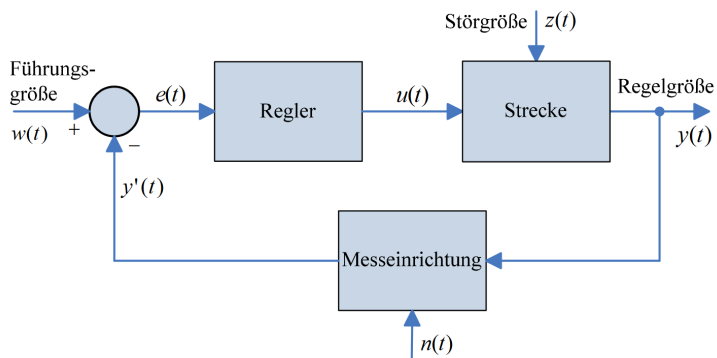 Störgröße z(t)
Führungs-
größe
w(t)
+
−
e(t)
Regler
u(t)
Strecke
Regelgröße
y(t)
y'(t)
Messeinrichtung
n(t)